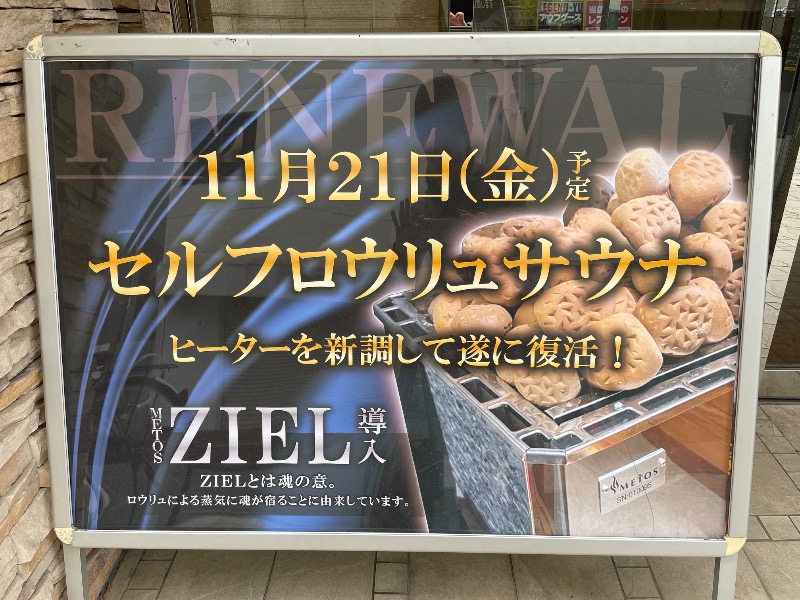 RENEWAL
11月21日(金)予定
セルフロウリュサウナ
ヒーターを新調して遂に復活！
METOS ZIEL 導入
ZIELとは魂の意。
ロウリュによる蒸気に魂が宿ることに由来しています。
METOS
SN:010095